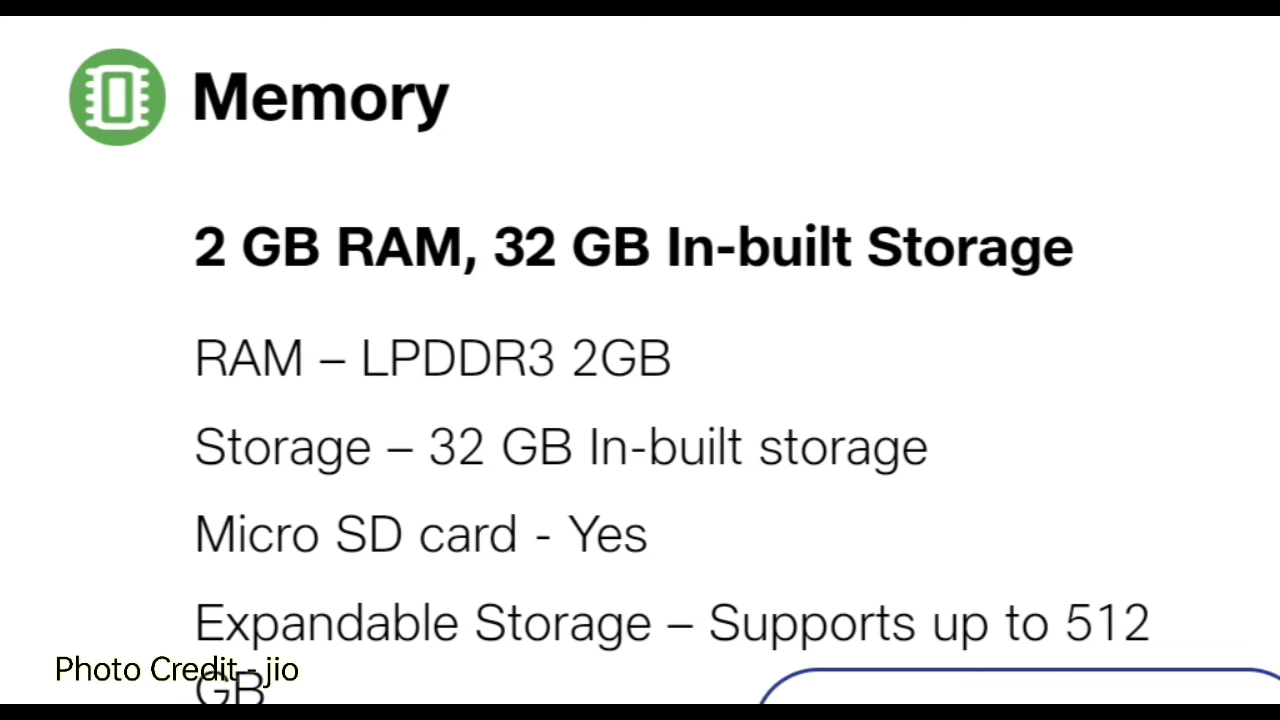 Memory
2 GB RAM, 32 GB In-built Storage
RAM – LPDDR3 2GB
Storage – 32 GB In-built storage
Micro SD card - Yes
Expandable Storage – Supports up to 512
GB
Photo Credit - jio